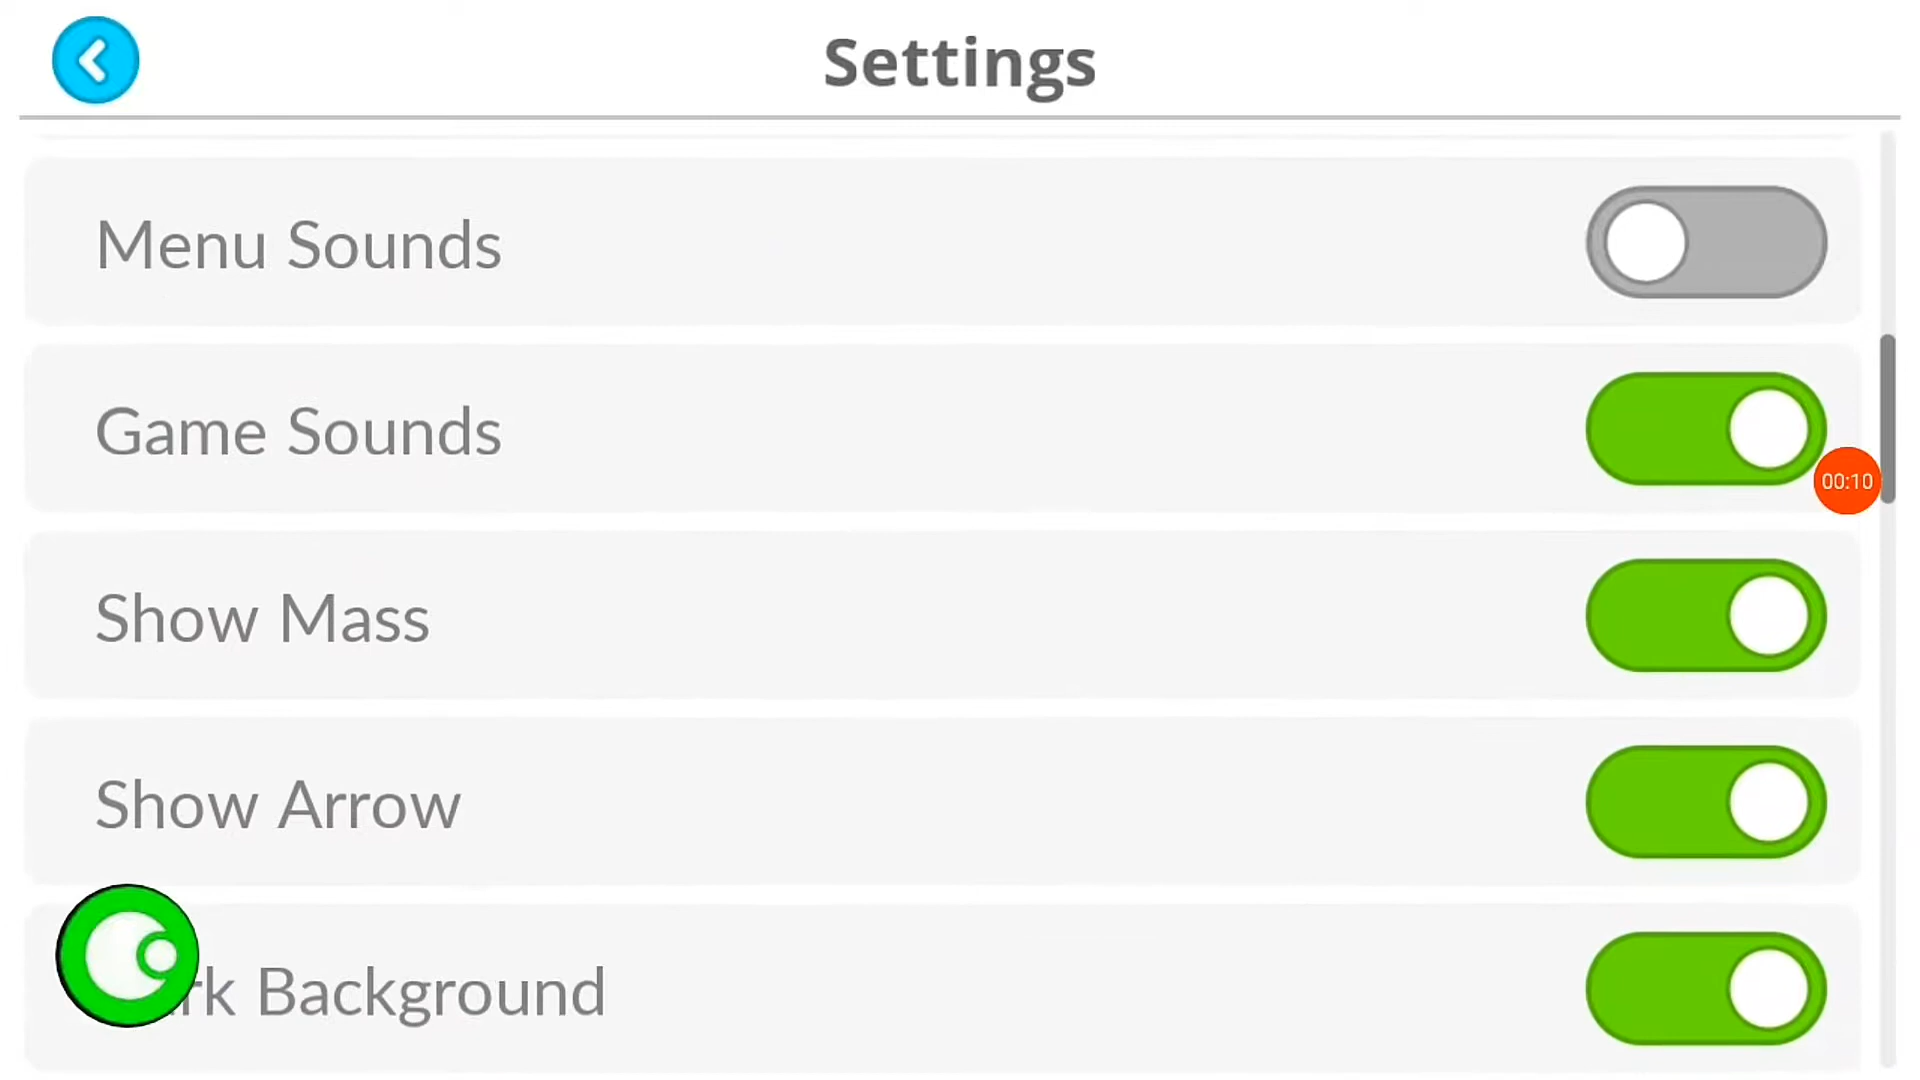 Settings
Menu Sounds
Game Sounds
00:10
Show Mass
Show Arrow
rk Background